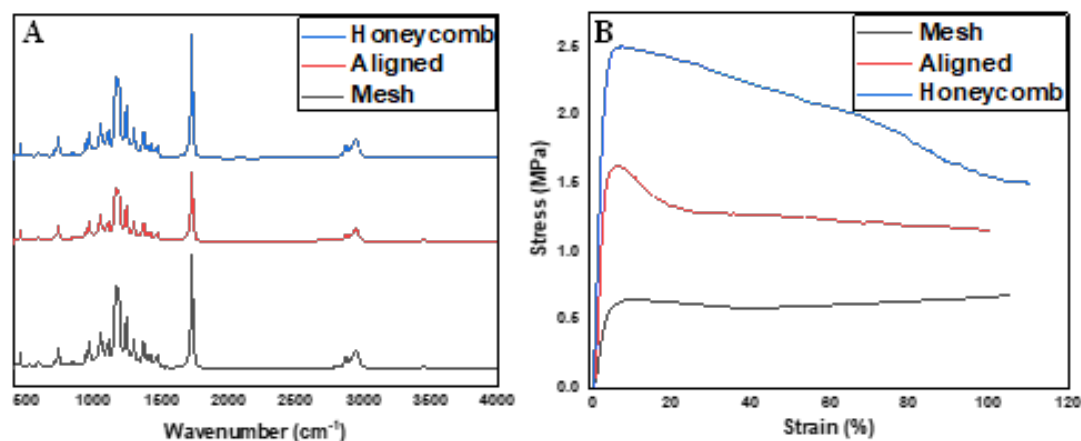 A
Honeycomb
Aligned
Mesh
500 1000 1500 2000 2500 3000 3500 4000
Wavenumber (cm⁻¹)
B
Mesh
Aligned
Honeycomb
2.5
2.0
1.5
1.0
0.5
0.0
Stress (MPa)
0 20 40 60 80 100 120
Strain (%)